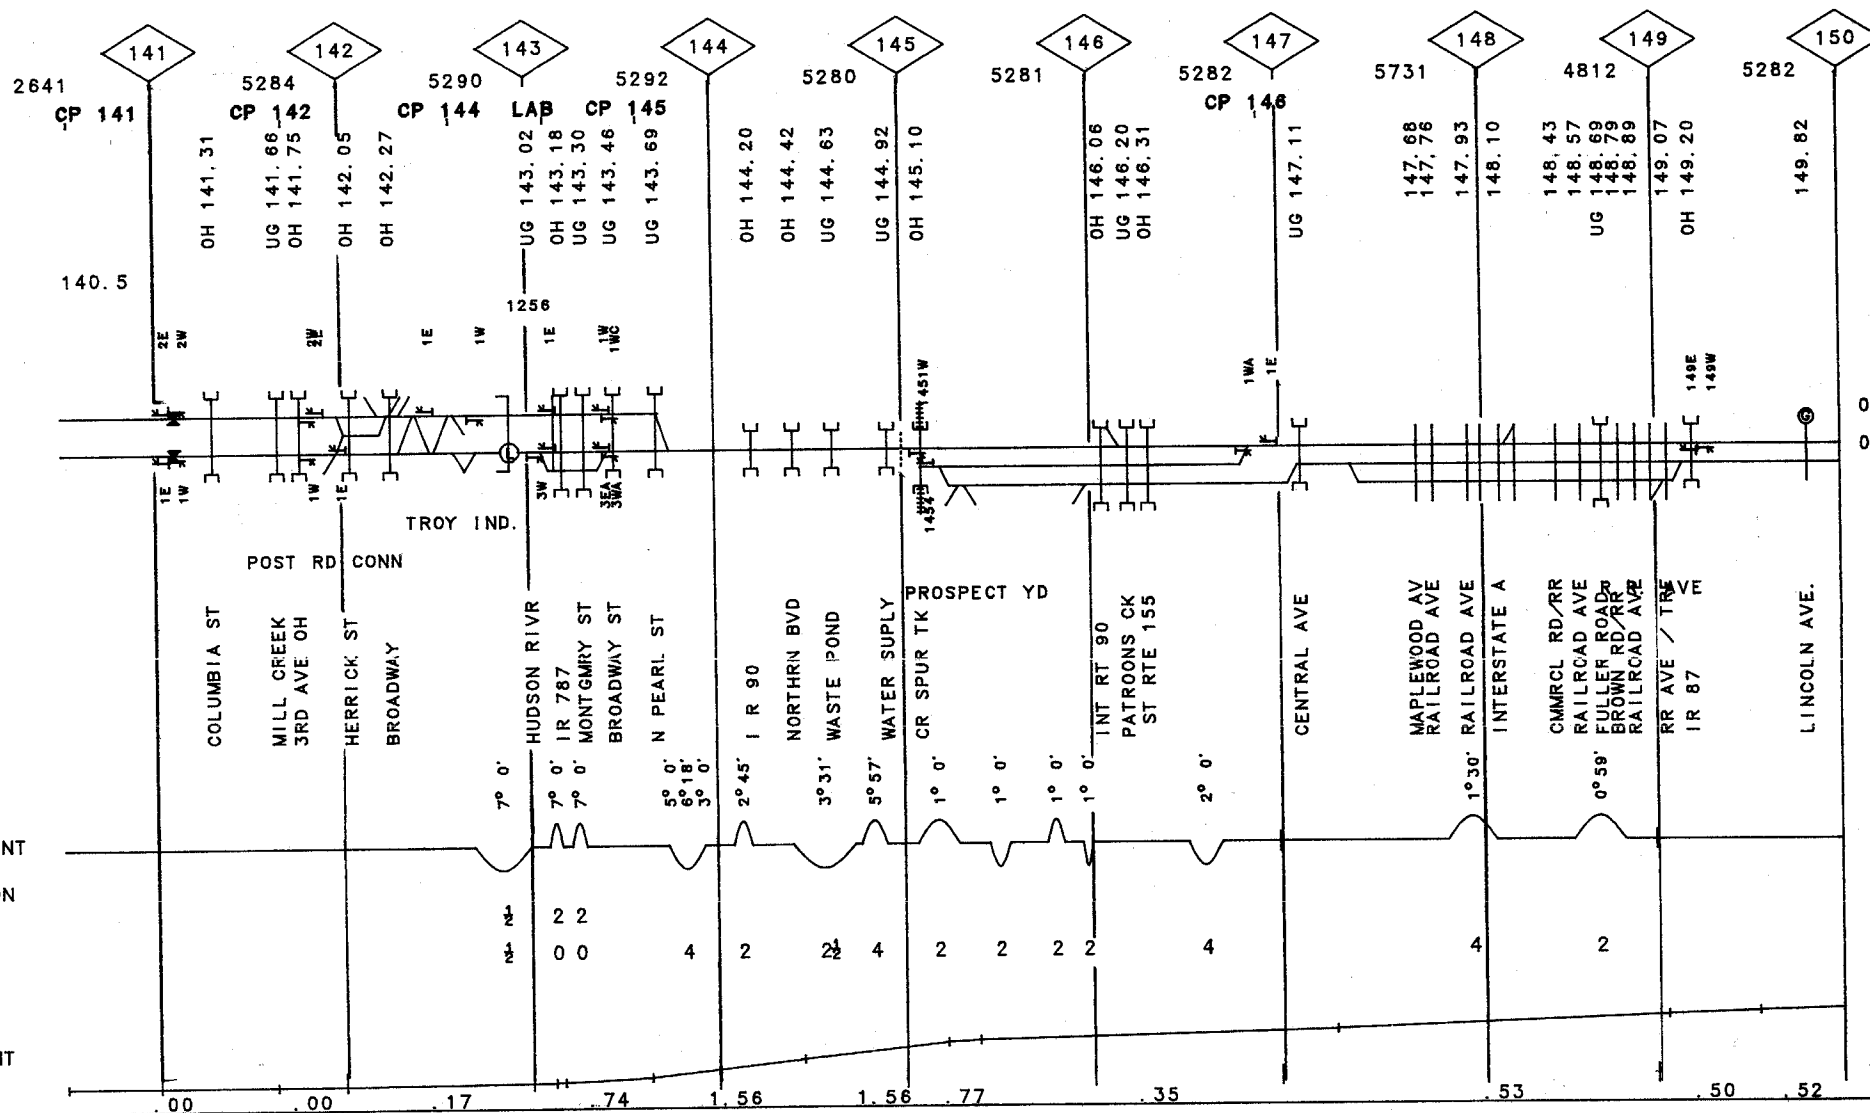 141 142 143 144 145 146 147 148 149 150
2641 5284 5290 5292 5280 5281 5282 5731 4812 5282
CP 141 CP 142 CP 144 LAB CP 145 CP 146
OH 141.31
UG 141.66
OH 141.75
OH 142.05
OH 142.27
UG 143.02
OH 143.18
UG 143.30
UG 143.46
UG 143.69
OH 144.20
OH 144.42
UG 144.63
UG 144.92
OH 145.10
OH 146.06
UG 146.20
OH 146.31
UG 147.11
147.68
147.76
147.93
148.10
148.43
148.57
UG 148.69
148.79
148.89
149.07
OH 149.20
149.82
140.5
1256
2E
2W
2W
2E
1E
1W
1E
1W
1WC
1451W
1WA
1E
149E
149W
G
0
0
L
1E
1W
1W
1E
3W
3EA
3WA
1454
TROY IND.
POST RD CONN
PROSPECT YD
COLUMBIA ST
MILL CREEK
3RD AVE OH
HERRICK ST
BROADWAY
HUDSON RIVR
IR 787
MONTGMRY ST
BROADWAY ST
N PEARL ST
I R 90
NORTHRN BVD
WASTE POND
WATER SUPLY
CR SPUR TK
INT RT 90
PATROONS CK
ST RTE 155
CENTRAL AVE
MAPLEWOOD AV
RAILROAD AVE
RAILROAD AVE
INTERSTATE A
CMMRCL RD/RR
RAILROAD AVE
FULLER ROAD
BROWN RD/RR
RAILROAD AVE
RR AVE / 
AVE
IR 87
LINCOLN AVE.
7° 0' 7° 0' 7° 0' 5° 0' 6°18' 3° 0' 2°45' 3°31' 5°57' 1° 0' 1° 0' 1° 0' 1° 0' 2° 0' 1°30' 0°59'
NT
ON
½ 2 2
½ 0 0 4 2 2½ 4 2 2 2 2 4 4 2
IT
.00 .00 .17 .74 1.56 1.56 .77 .35 .53 .50 .52